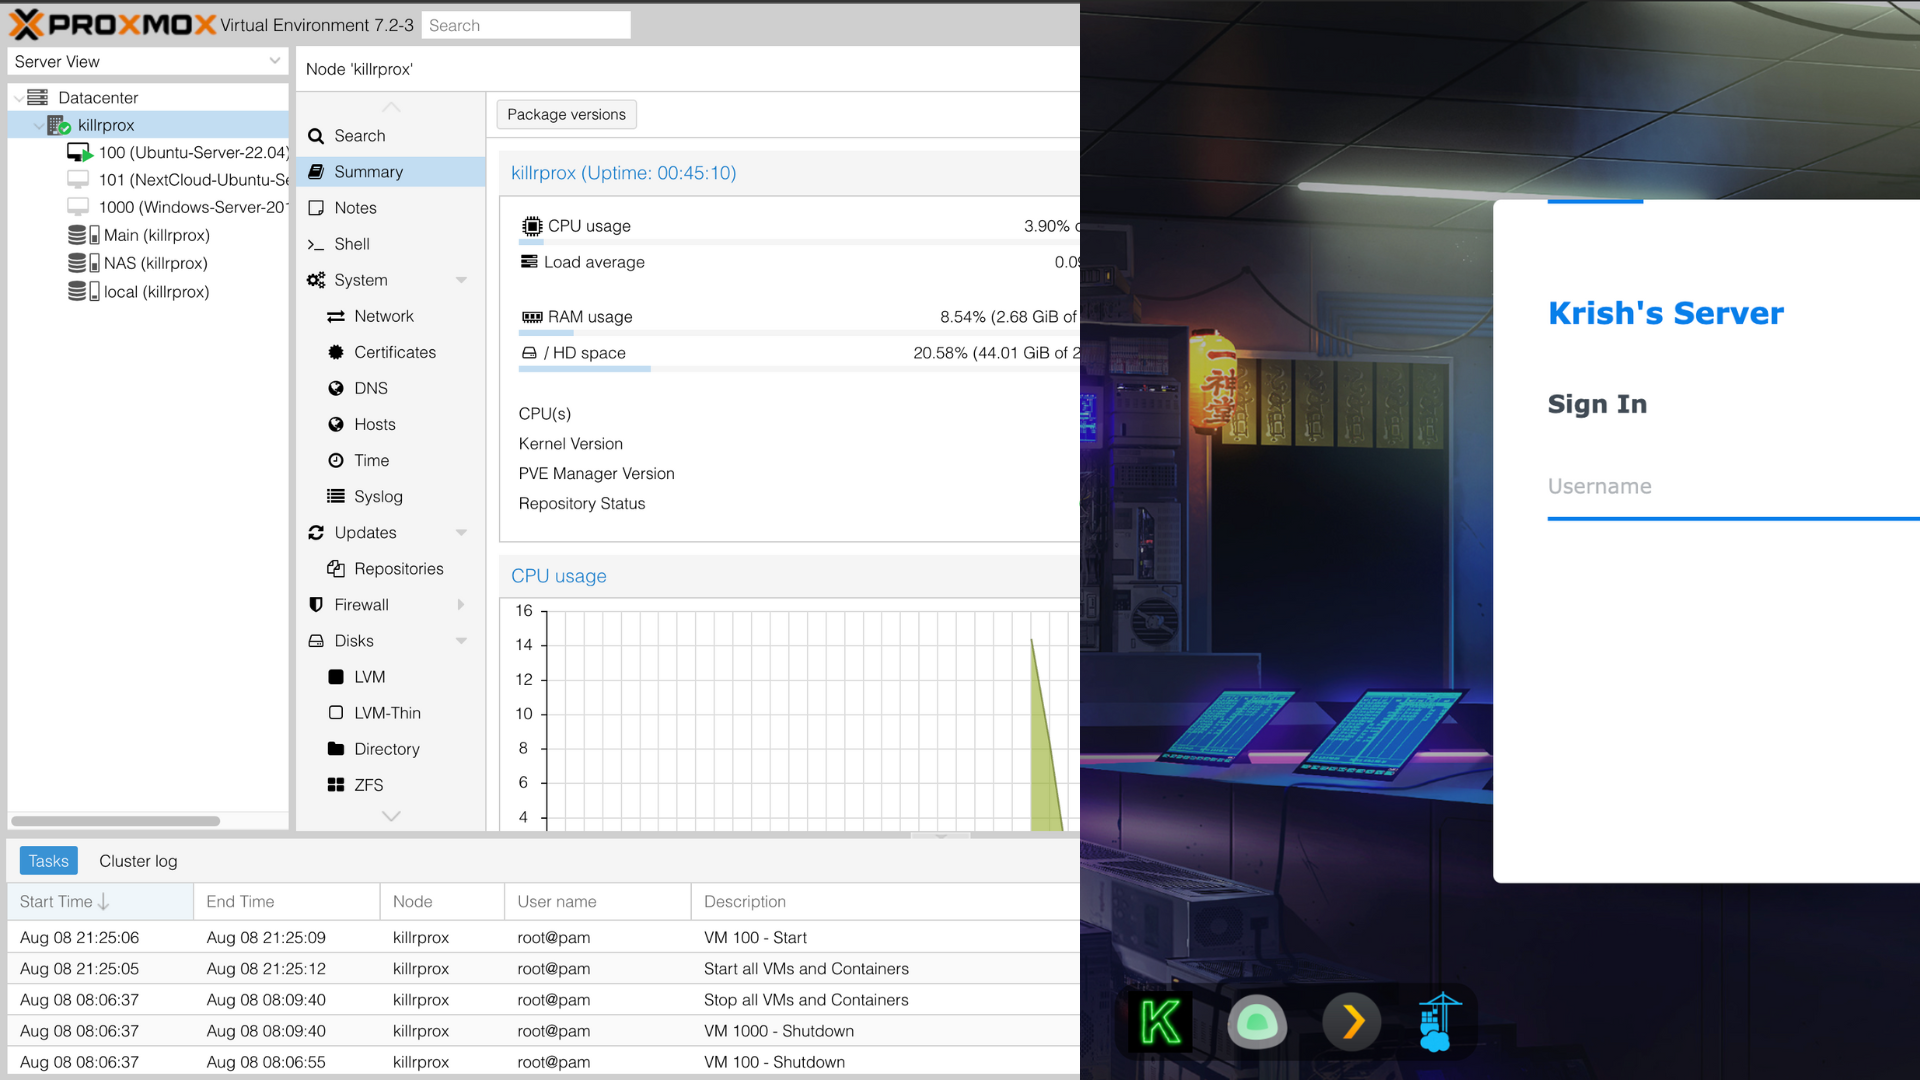 PROXMOX Virtual Environment 7.2-3 Search
Server View
Datacenter
killrprox
100 (Ubuntu-Server-22.04)
101 (NextCloud-Ubuntu-Se
1000 (Windows-Server-201
Main (killrprox)
NAS (killrprox)
local (killrprox)
Node 'killrprox'
Search
Summary
Notes
Shell
System
Network
Certificates
DNS
Hosts
Time
Syslog
Updates
Repositories
Firewall
Disks
LVM
LVM-Thin
Directory
ZFS
Package versions
killrprox (Uptime: 00:45:10)
CPU usage 3.90% o
Load average 0.09
RAM usage 8.54% (2.68 GiB of
/ HD space 20.58% (44.01 GiB of 2
CPU(s)
Kernel Version
PVE Manager Version
Repository Status
CPU usage
16
14
12
10
8
6
4
Tasks Cluster log
Start Time End Time Node User name Description
Aug 08 21:25:06 Aug 08 21:25:09 killrprox root@pam VM 100 - Start
Aug 08 21:25:05 Aug 08 21:25:12 killrprox root@pam Start all VMs and Containers
Aug 08 08:06:37 Aug 08 08:09:40 killrprox root@pam Stop all VMs and Containers
Aug 08 08:06:37 Aug 08 08:09:40 killrprox root@pam VM 1000 - Shutdown
Aug 08 08:06:37 Aug 08 08:06:55 killrprox root@pam VM 100 - Shutdown
一神堂
Krish's Server
Sign In
Username
K